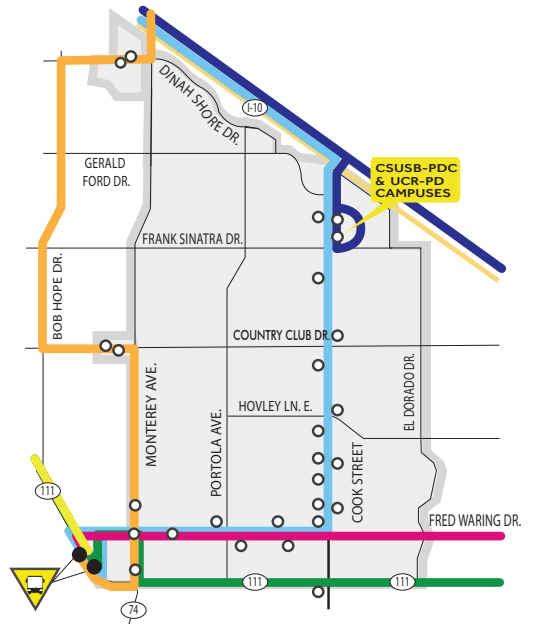 DINAH SHORE DR.
I-10
GERALD
FORD DR.
CSUSB-PDC
& UCR-PD
CAMPUSES
FRANK SINATRA DR.
BOB HOPE DR.
COUNTRY CLUB DR.
MONTEREY AVE.
PORTOLA AVE.
HOVLEY LN. E.
EL DORADO DR.
COOK STREET
111
FRED WARING DR.
111
111
74